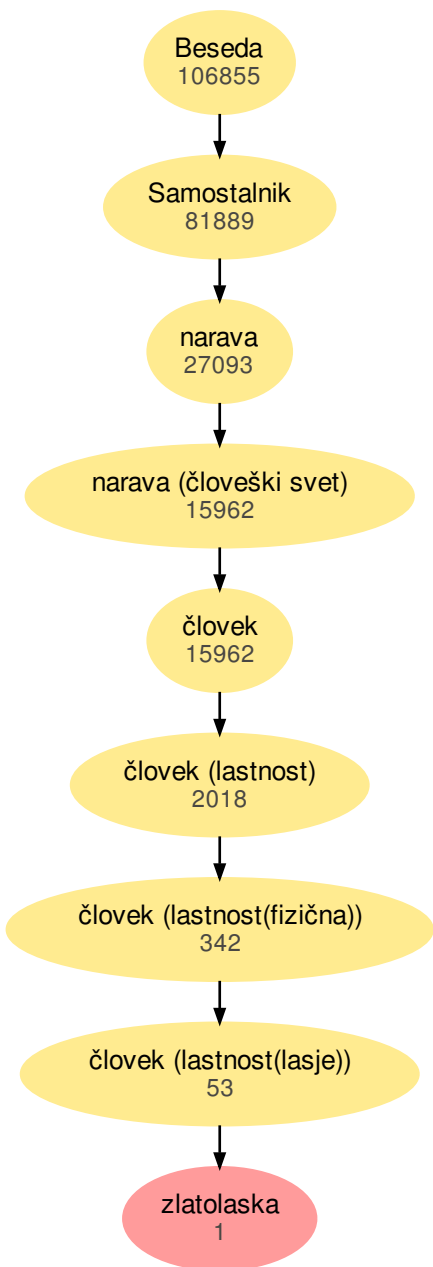 Beseda
106855
Samostalnik
81889
narava
27093
narava (človeški svet)
15962
človek
15962
človek (lastnost)
2018
človek (lastnost(fizična))
342
človek (lastnost(lasje))
53
zlatolaska
1